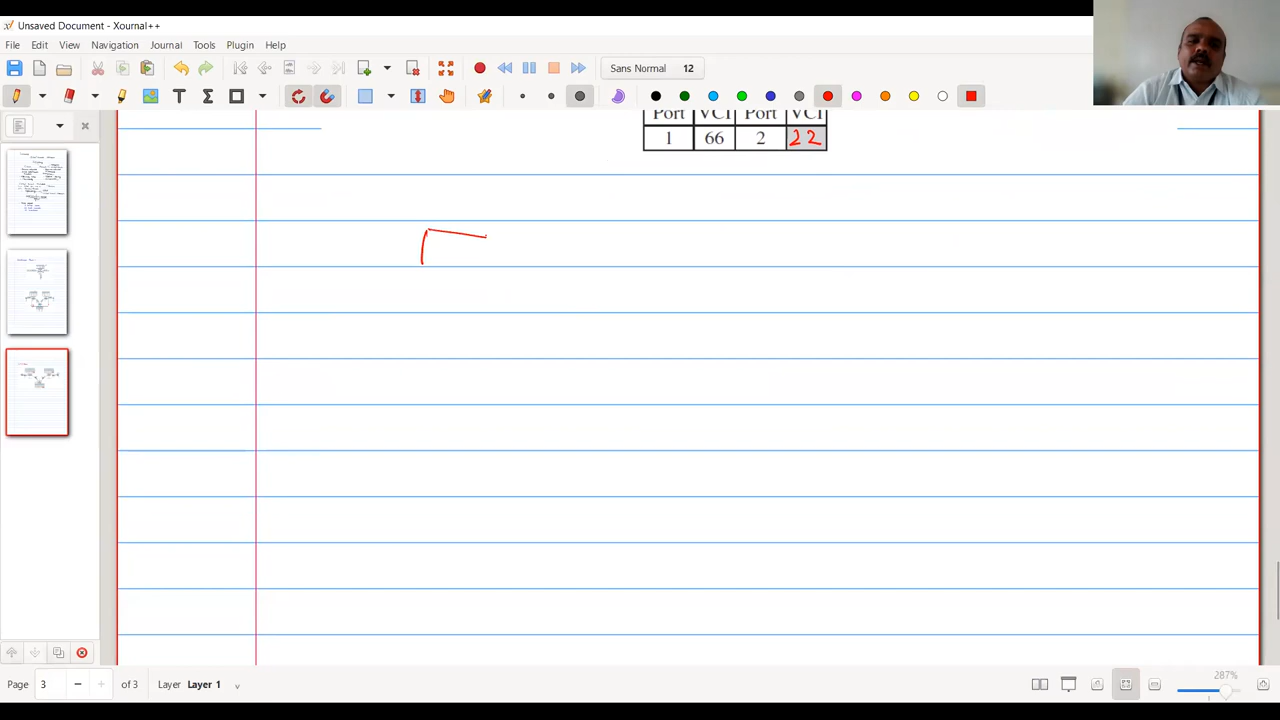 Unsaved Document - Xournal++
File Edit View Navigation Journal Tools Plugin Help
Sans Normal 12
Port VCI Port VCI
1 66 2 22
287%
Page 3 of 3 Layer Layer 1